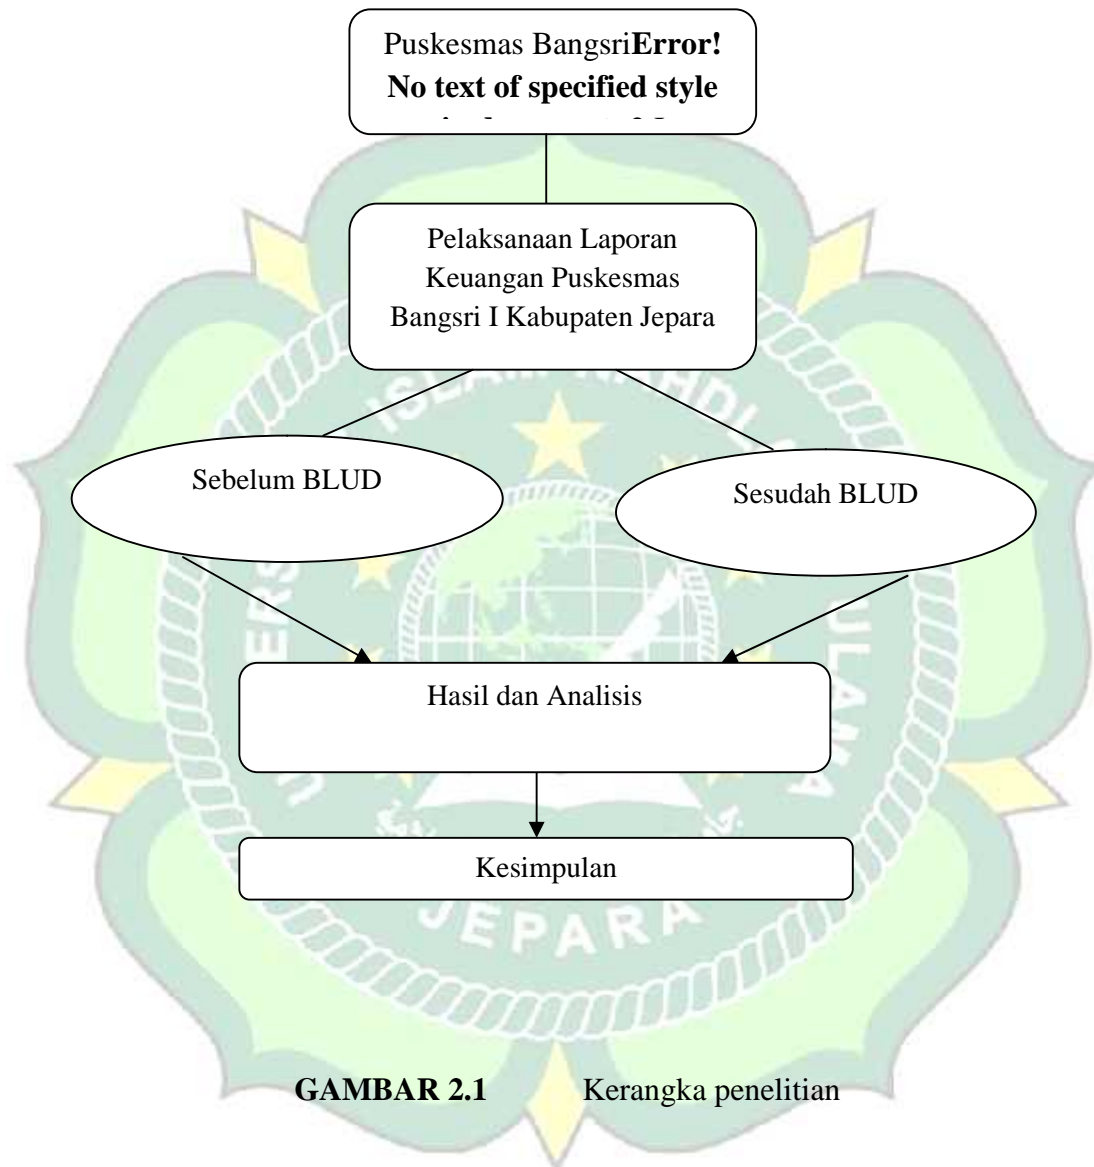 Puskesmas BangsriError!
No text of specified style
Pelaksanaan Laporan
Keuangan Puskesmas
Bangsri I Kabupaten Jepara
Sebelum BLUD
Sesudah BLUD
Hasil dan Analisis
Kesimpulan
JEPARA
GAMBAR 2.1 Kerangka penelitian